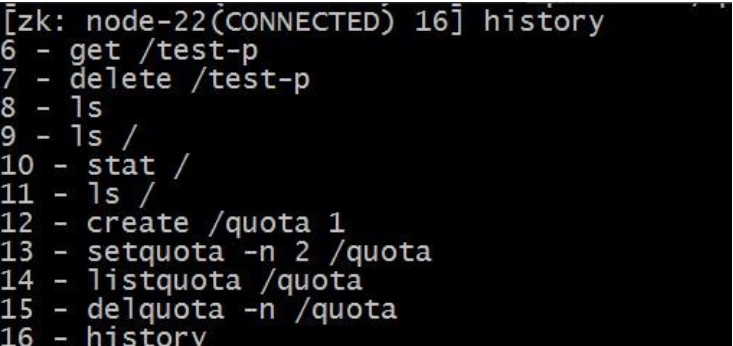 [zk: node-22(CONNECTED) 16] history
6 - get /test-p
7 - delete /test-p
8 - ls
9 - ls /
10 - stat /
11 - ls /
12 - create /quota 1
13 - setquota -n 2 /quota
14 - listquota /quota
15 - delquota -n /quota
16 - history